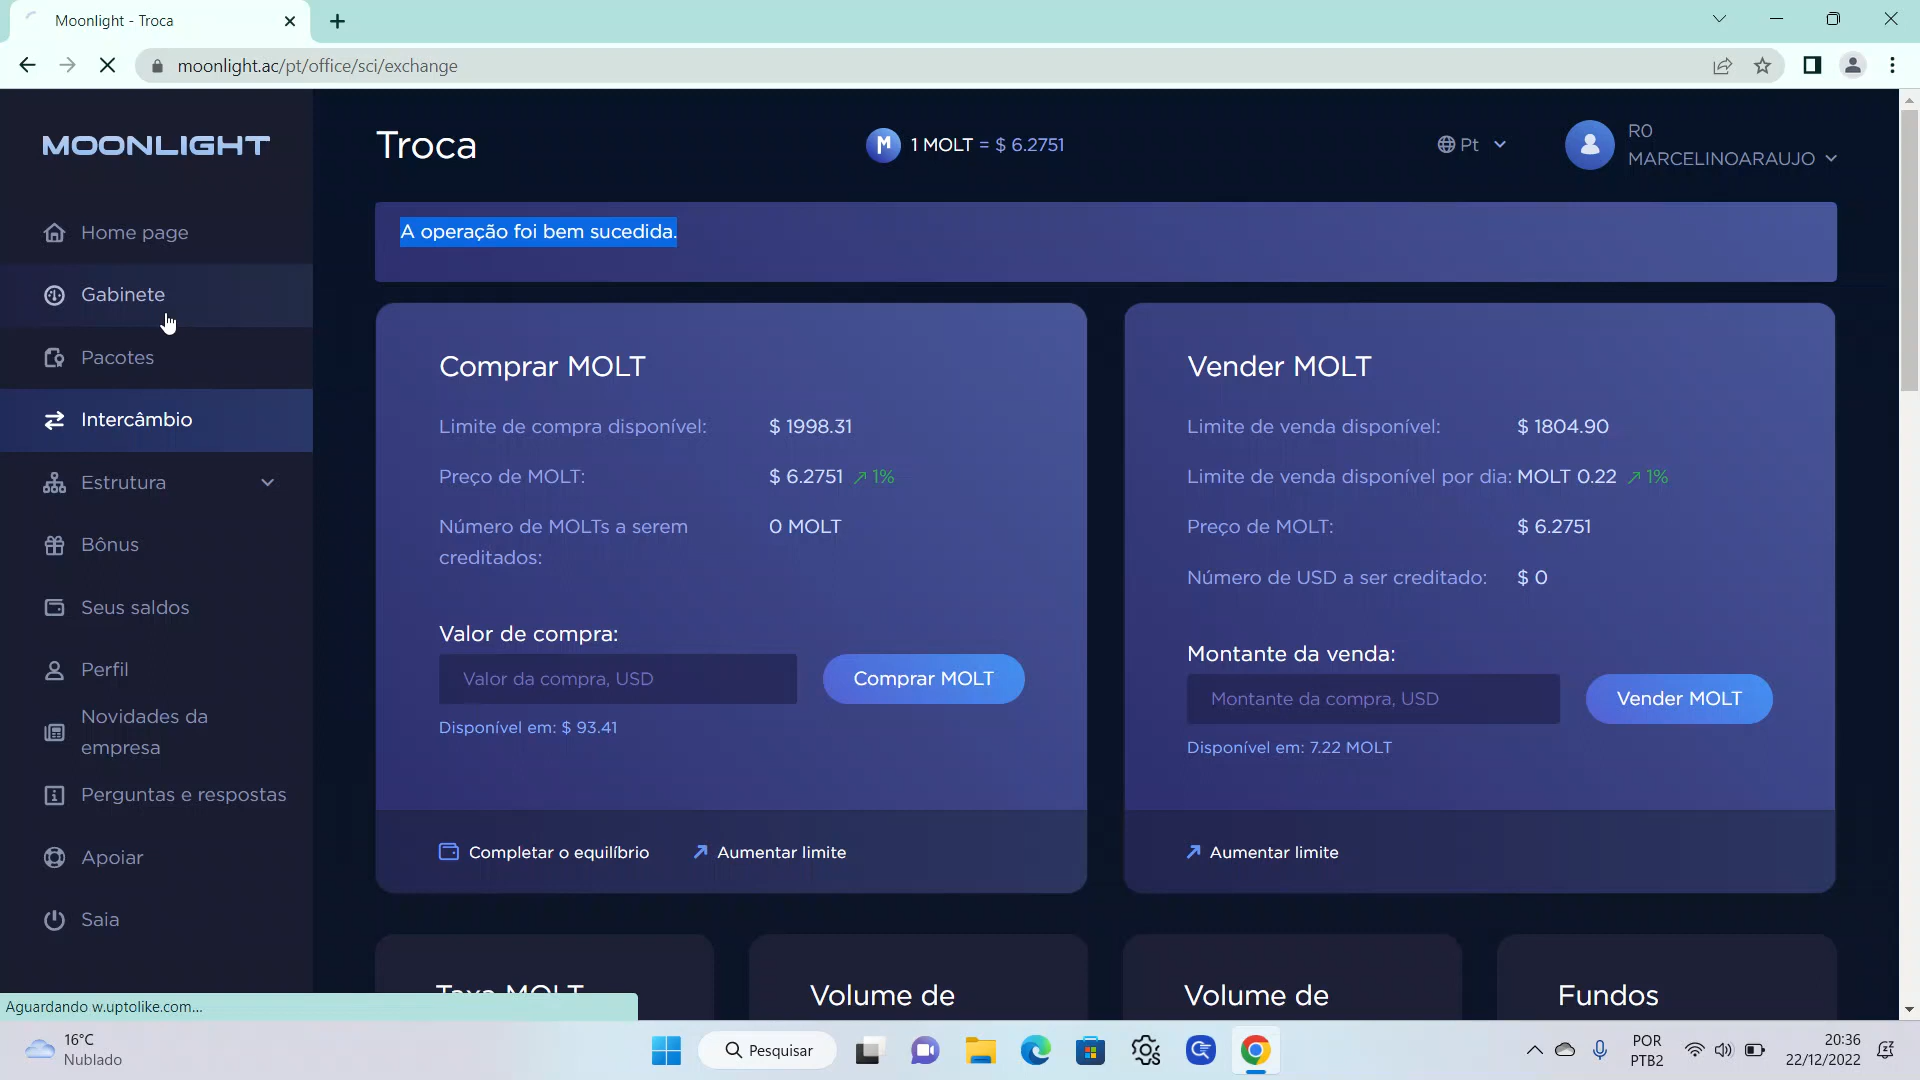 Moonlight - Troca
moonlight.ac/pt/office/sci/exchange
MOONLIGHT
Troca
M 1 MOLT = $ 6.2751
Pt
R0
MARCELINOARAUJO
Home page
Gabinete
Pacotes
Intercâmbio
Estrutura
Bônus
Seus saldos
Perfil
Novidades da
empresa
Perguntas e respostas
Apoiar
Saia
A operação foi bem sucedida.
Comprar MOLT
Limite de compra disponível: $ 1998.31
Preço de MOLT: $ 6.2751 1%
Número de MOLTs a serem 0 MOLT
creditados:
Valor de compra:
Valor da compra, USD
Comprar MOLT
Disponível em: $ 93.41
Completar o equilíbrio
Aumentar limite
Vender MOLT
Limite de venda disponível: $ 1804.90
Limite de venda disponível por dia: MOLT 0.22 1%
Preço de MOLT: $ 6.2751
Número de USD a ser creditado: $ 0
Montante da venda:
Montante da compra, USD
Vender MOLT
Disponível em: 7.22 MOLT
Aumentar limite
Taxa MOLT
Volume de
Volume de
Fundos
Aguardando w.uptolike.com...
16°C
Nublado
Pesquisar
POR
PTB2
20:36
22/12/2022